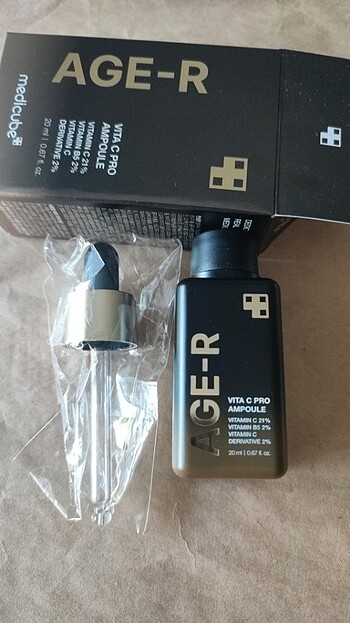 AGE-R
medicube
VITA C PRO
AMPOULE
VITAMIN C 21%
VITAMIN B5 2%
VITAMIN C
DERIVATIVE 2%
20 ml | 0.67 fl. oz.
AGE-R
VITA C PRO
AMPOULE
VITAMIN C 21%
VITAMIN B5 2%
VITAMIN C
DERIVATIVE 2%
20 ml | 0.67 fl. oz.